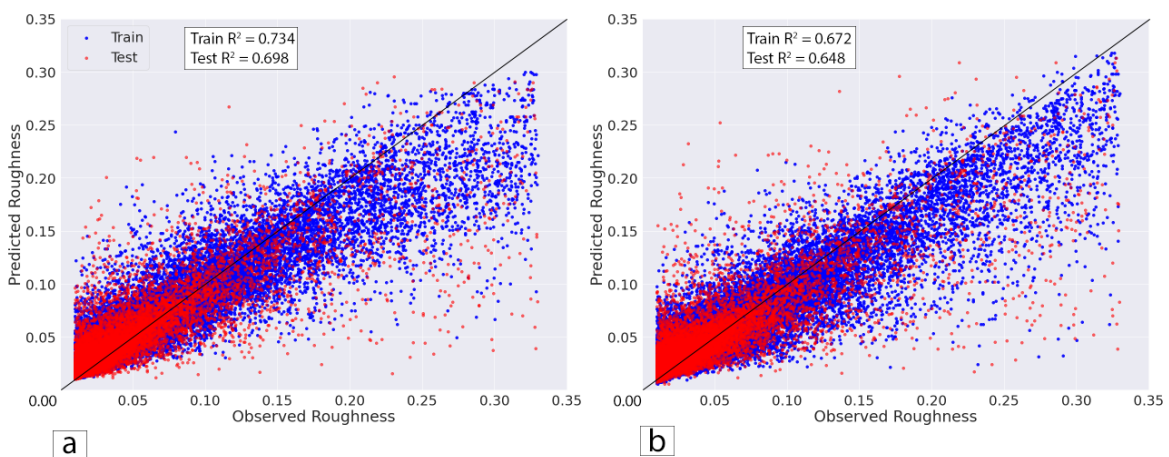 Train
Test
Train R² = 0.734
Test R² = 0.698
0.35
0.30
0.25
0.20
0.15
0.10
0.05
0.00
Predicted Roughness
0.05
0.10
0.15
0.20
0.25
0.30
0.35
Observed Roughness
a
Train R² = 0.672
Test R² = 0.648
0.35
0.30
0.25
0.20
0.15
0.10
0.05
0.00
Predicted Roughness
0.05
0.10
0.15
0.20
0.25
0.30
0.35
Observed Roughness
b